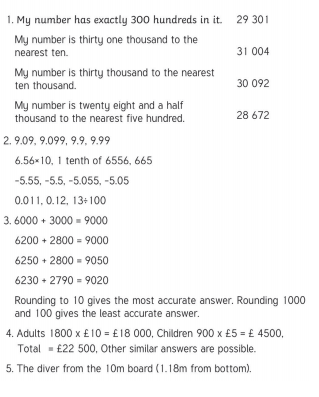 1. My number has exactly 300 hundreds in it. 29 301
My number is thirty one thousand to the
nearest ten. 31 004
My number is thirty thousand to the nearest
ten thousand. 30 092
My number is twenty eight and a half
thousand to the nearest five hundred. 28 672
2. 9.09, 9.099, 9.9, 9.99
6.56×10, 1 tenth of 6556, 665
-5.55, -5.5, -5.055, -5.05
0.011, 0.12, 13÷100
3. 6000 + 3000 = 9000
6200 + 2800 = 9000
6250 + 2800 = 9050
6230 + 2790 = 9020
Rounding to 10 gives the most accurate answer. Rounding 1000
and 100 gives the least accurate answer.
4. Adults 1800 x £10 = £18 000, Children 900 x £5 = £ 4500,
Total = £22 500, Other similar answers are possible.
5. The diver from the 10m board (1.18m from bottom).